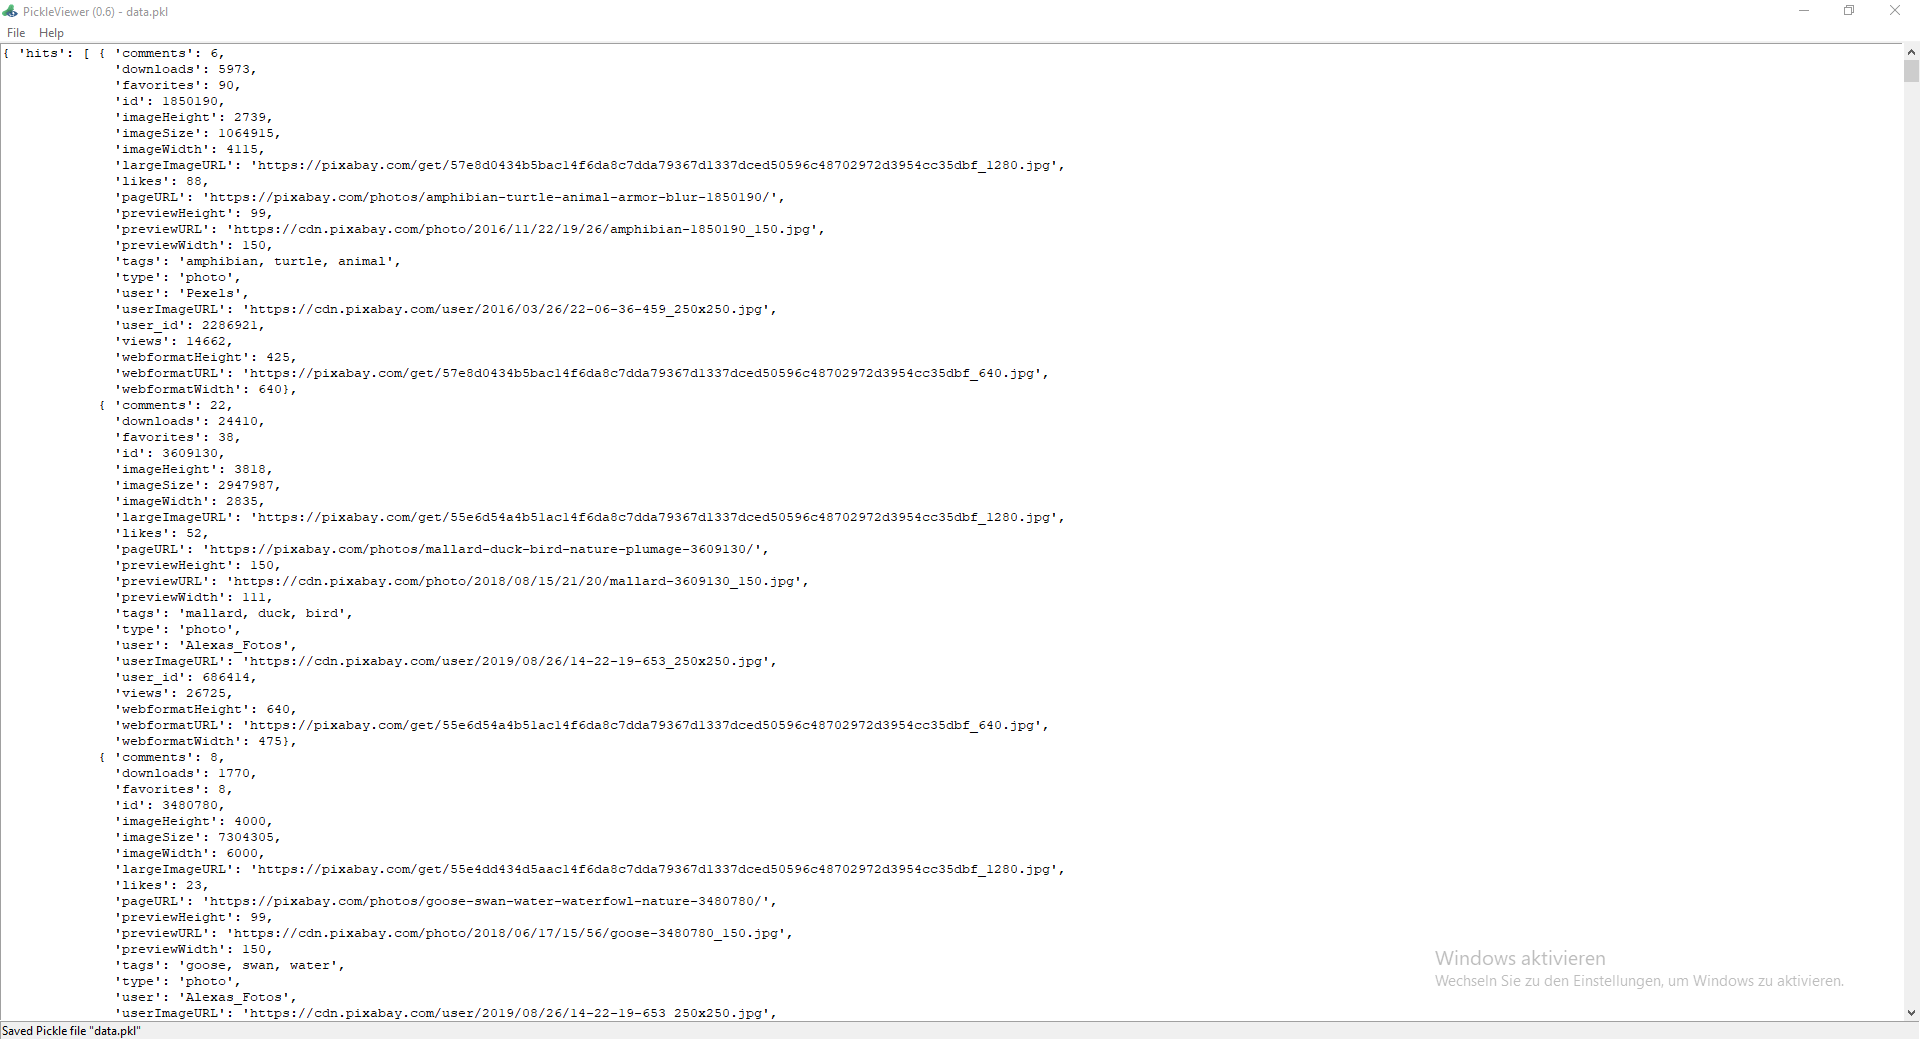 PickleViewer (0.6) - data.pkl
File Help
{ 'hits': [ { 'comments': 6,
'downloads': 5973,
'favorites': 90,
'id': 1850190,
'imageHeight': 2739,
'imageSize': 1064915,
'imageWidth': 4115,
'largeImageURL': 'https://pixabay.com/get/57e8d0434b5bac14f6da8c7dda79367d1337dced50596c48702972d3954cc35dbf_1280.jpg',
'likes': 88,
'pageURL': 'https://pixabay.com/photos/amphibian-turtle-animal-armor-blur-1850190/',
'previewHeight': 99,
'previewURL': 'https://cdn.pixabay.com/photo/2016/11/22/19/26/amphibian-1850190_150.jpg',
'previewWidth': 150,
'tags': 'amphibian, turtle, animal',
'type': 'photo',
'user': 'Pexels',
'userImageURL': 'https://cdn.pixabay.com/user/2016/03/26/22-06-36-459_250x250.jpg',
'user_id': 2286921,
'views': 14662,
'webformatHeight': 425,
'webformatURL': 'https://pixabay.com/get/57e8d0434b5bac14f6da8c7dda79367d1337dced50596c48702972d3954cc35dbf_640.jpg',
'webformatWidth': 640},
{ 'comments': 22,
'downloads': 24410,
'favorites': 38,
'id': 3609130,
'imageHeight': 3818,
'imageSize': 2947987,
'imageWidth': 2835,
'largeImageURL': 'https://pixabay.com/get/55e6d54a4b51ac14f6da8c7dda79367d1337dced50596c48702972d3954cc35dbf_1280.jpg',
'likes': 52,
'pageURL': 'https://pixabay.com/photos/mallard-duck-bird-nature-plumage-3609130/',
'previewHeight': 150,
'previewURL': 'https://cdn.pixabay.com/photo/2018/08/15/21/20/mallard-3609130_150.jpg',
'previewWidth': 111,
'tags': 'mallard, duck, bird',
'type': 'photo',
'user': 'Alexas_Fotos',
'userImageURL': 'https://cdn.pixabay.com/user/2019/08/26/14-22-19-653_250x250.jpg',
'user_id': 686414,
'views': 26725,
'webformatHeight': 640,
'webformatURL': 'https://pixabay.com/get/55e6d54a4b51ac14f6da8c7dda79367d1337dced50596c48702972d3954cc35dbf_640.jpg',
'webformatWidth': 475},
{ 'comments': 8,
'downloads': 1770,
'favorites': 8,
'id': 3480780,
'imageHeight': 4000,
'imageSize': 7304305,
'imageWidth': 6000,
'largeImageURL': 'https://pixabay.com/get/55e4dd434d5aac14f6da8c7dda79367d1337dced50596c48702972d3954cc35dbf_1280.jpg',
'likes': 23,
'pageURL': 'https://pixabay.com/photos/goose-swan-water-waterfowl-nature-3480780/',
'previewHeight': 99,
'previewURL': 'https://cdn.pixabay.com/photo/2018/06/17/15/56/goose-3480780_150.jpg',
'previewWidth': 150,
'tags': 'goose, swan, water',
'type': 'photo',
'user': 'Alexas_Fotos',
'userImageURL': 'https://cdn.pixabay.com/user/2019/08/26/14-22-19-653_250x250.jpg',
Windows aktivieren
Wechseln Sie zu den Einstellungen, um Windows zu aktivieren.
Saved Pickle file "data.pkl"